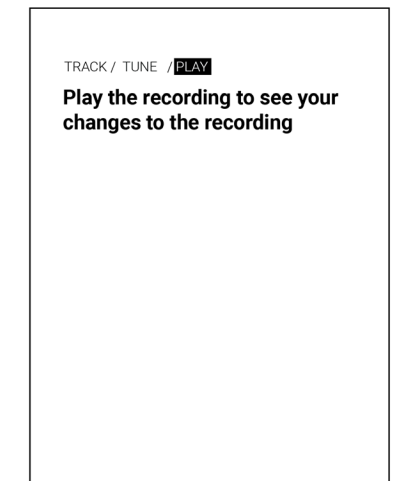 TRACK / TUNE / PLAY
Play the recording to see your
changes to the recording